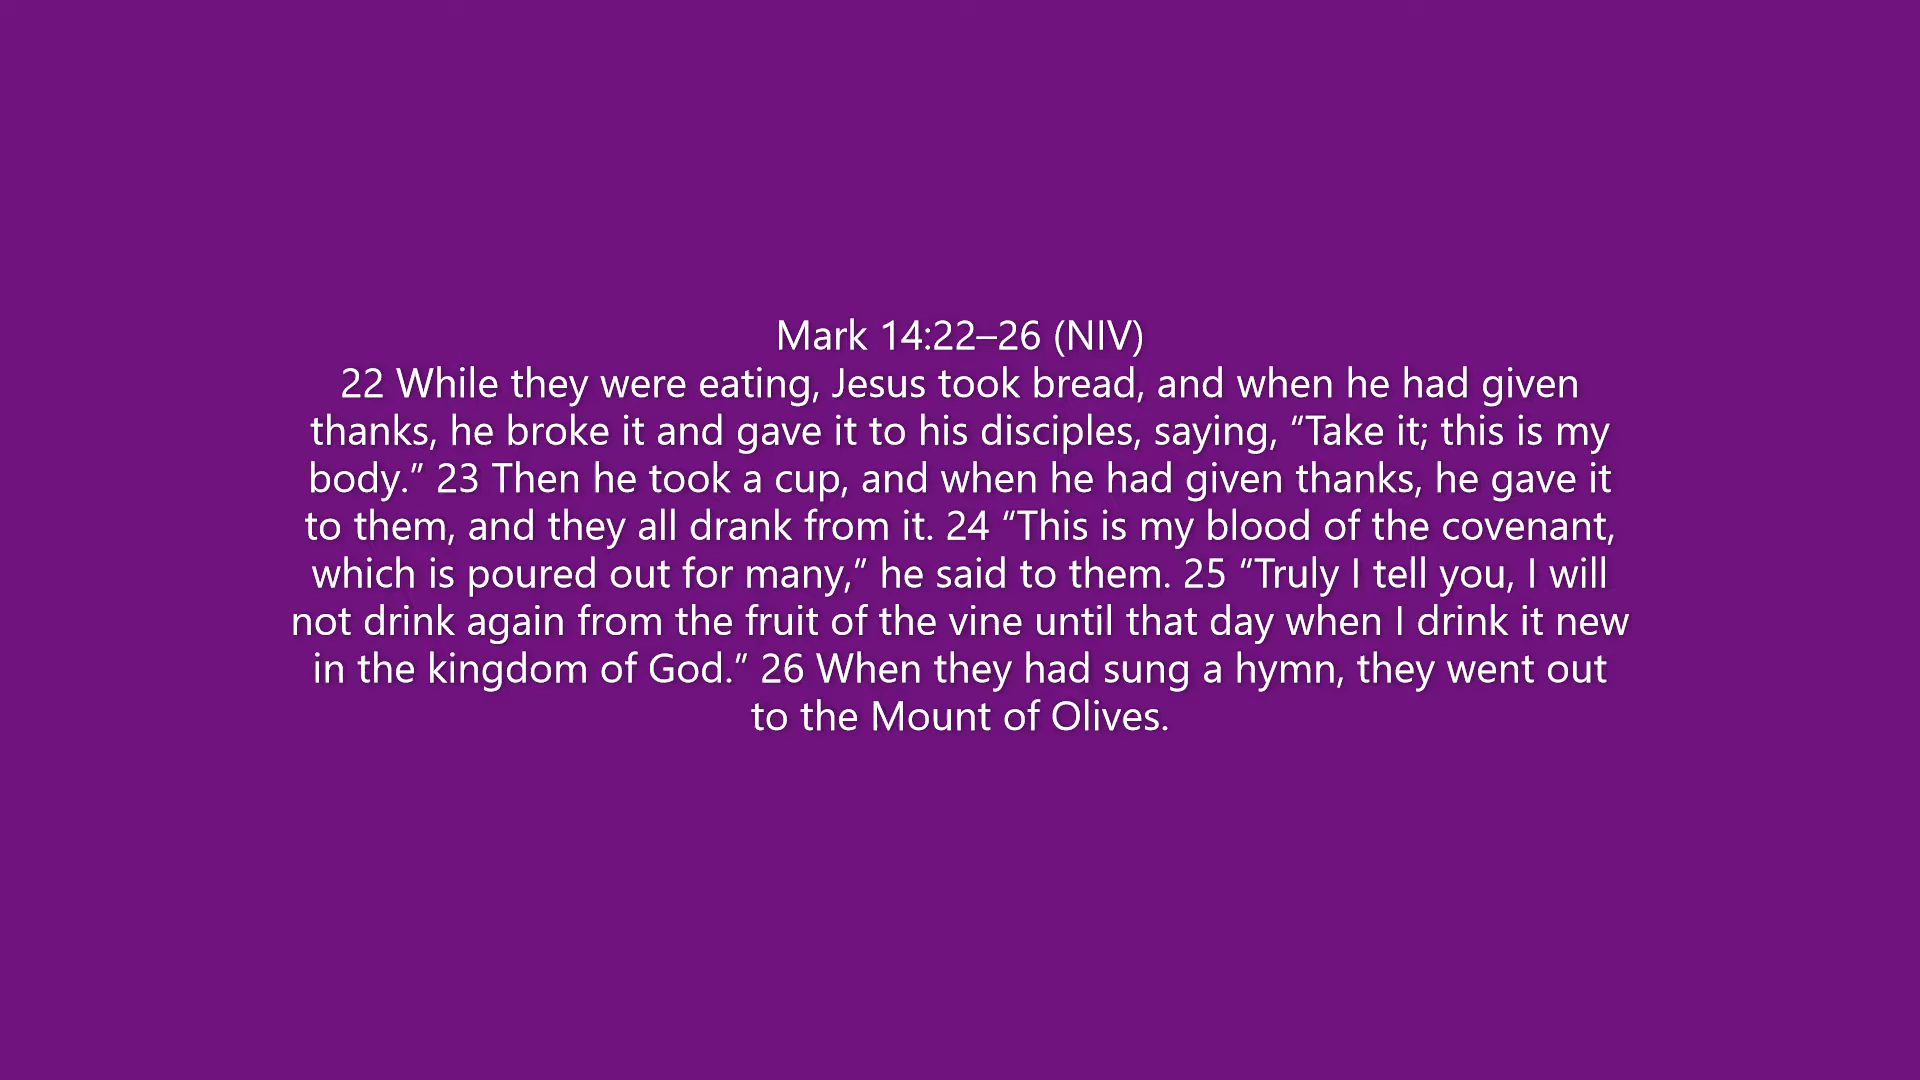 Mark 14:22–26 (NIV)
22 While they were eating, Jesus took bread, and when he had given
thanks, he broke it and gave it to his disciples, saying, “Take it; this is my
body.” 23 Then he took a cup, and when he had given thanks, he gave it
to them, and they all drank from it. 24 “This is my blood of the covenant,
which is poured out for many,” he said to them. 25 “Truly I tell you, I will
not drink again from the fruit of the vine until that day when I drink it new
in the kingdom of God.” 26 When they had sung a hymn, they went out
to the Mount of Olives.